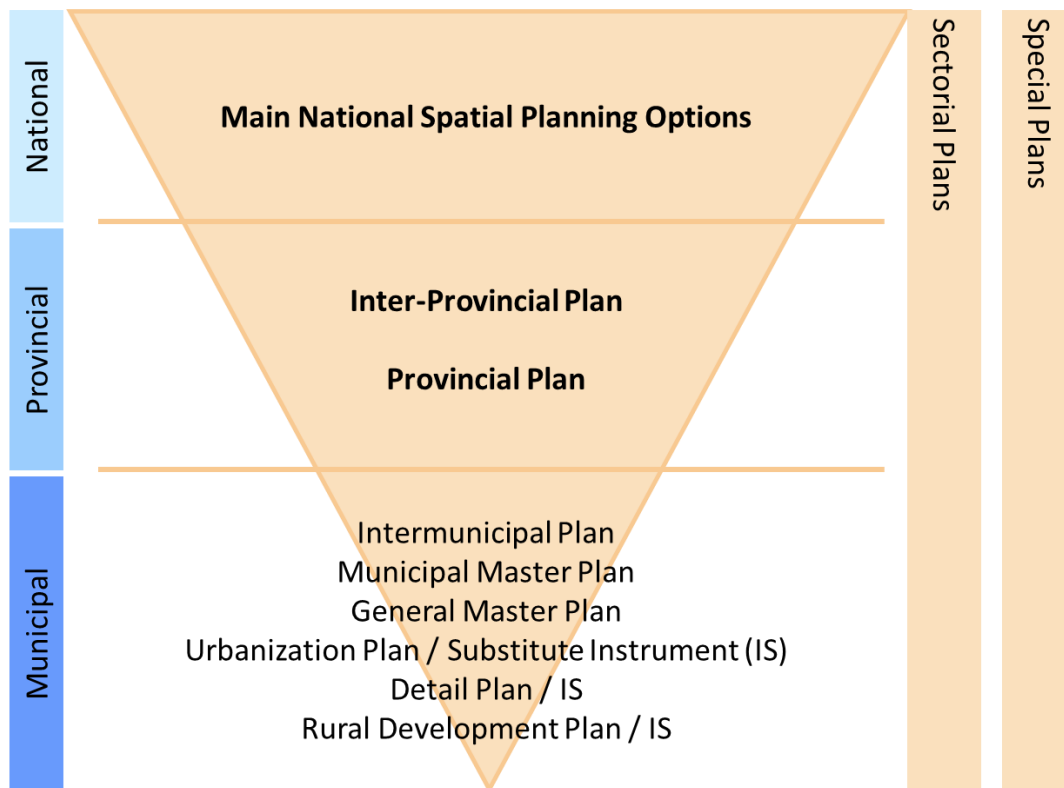 National
Main National Spatial Planning Options
Provincial
Inter-Provincial Plan
Provincial Plan
Municipal
Intermunicipal Plan
Municipal Master Plan
General Master Plan
Urbanization Plan / Substitute Instrument (IS)
Detail Plan / IS
Rural Development Plan / IS
Sectorial Plans
Special Plans